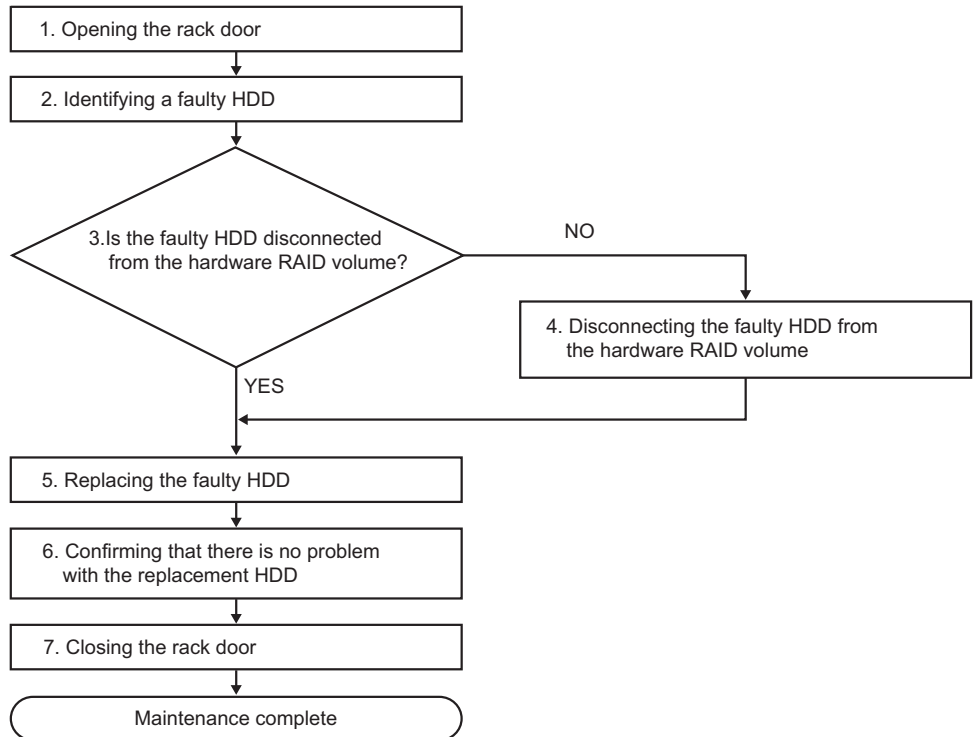 1. Opening the rack door
2. Identifying a faulty HDD
3.Is the faulty HDD disconnected
from the hardware RAID volume?
NO
4. Disconnecting the faulty HDD from
the hardware RAID volume
YES
5. Replacing the faulty HDD
6. Confirming that there is no problem
with the replacement HDD
7. Closing the rack door
Maintenance complete